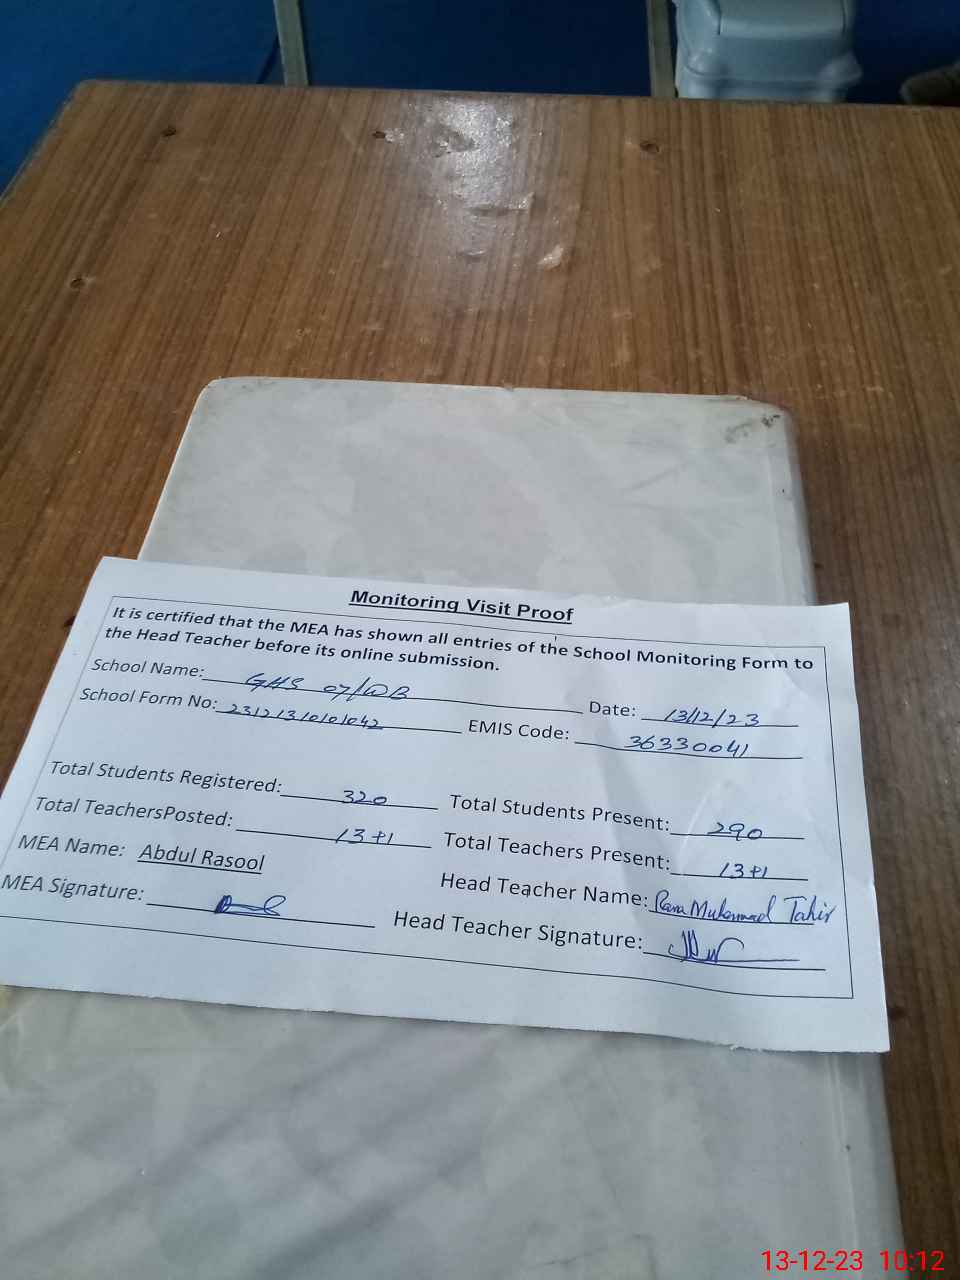 Monitoring Visit Proof
It is certified that the MEA has shown all entries of the School Monitoring Form to
the Head Teacher before its online submission.
School Name: GHS 07/WB Date: 13/12/23
School Form No: 23121310101042 EMIS Code: 36330041
Total Students Registered: 320 Total Students Present: 290
Total TeachersPosted: 13+1 Total Teachers Present: 13+1
MEA Name: Abdul Rasool Head Teacher Name: Rana Muhammad Tahir
MEA Signature: Head Teacher Signature:
13-12-23 10:12